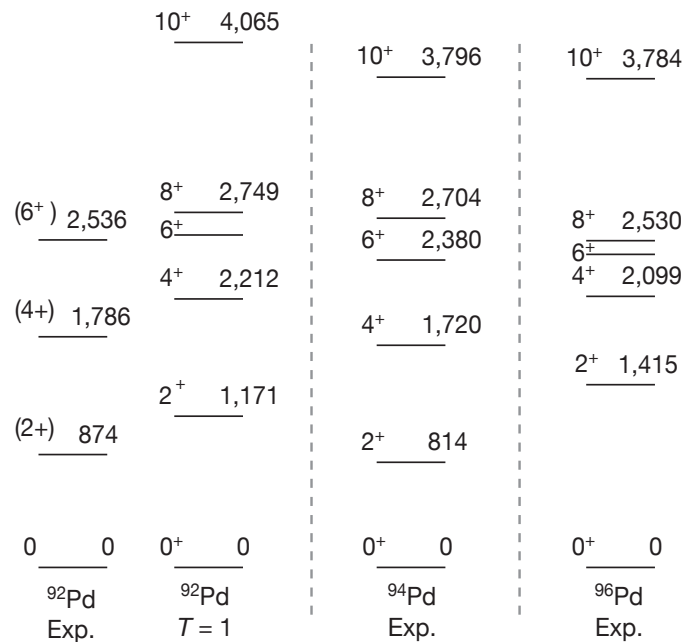 10⁺ 4,065
10⁺ 3,796
10⁺ 3,784
(6⁺ ) 2,536
8⁺ 2,749
6⁺
8⁺ 2,704
6⁺ 2,380
8⁺ 2,530
6⁺
4⁺ 2,212
4⁺ 2,099
(4+) 1,786
4⁺ 1,720
2⁺ 1,415
2⁺ 1,171
(2+) 874
2⁺ 814
0 0
0⁺ 0
0⁺ 0
0⁺ 0
⁹²Pd
Exp.
⁹²Pd
T = 1
⁹⁴Pd
Exp.
⁹⁶Pd
Exp.